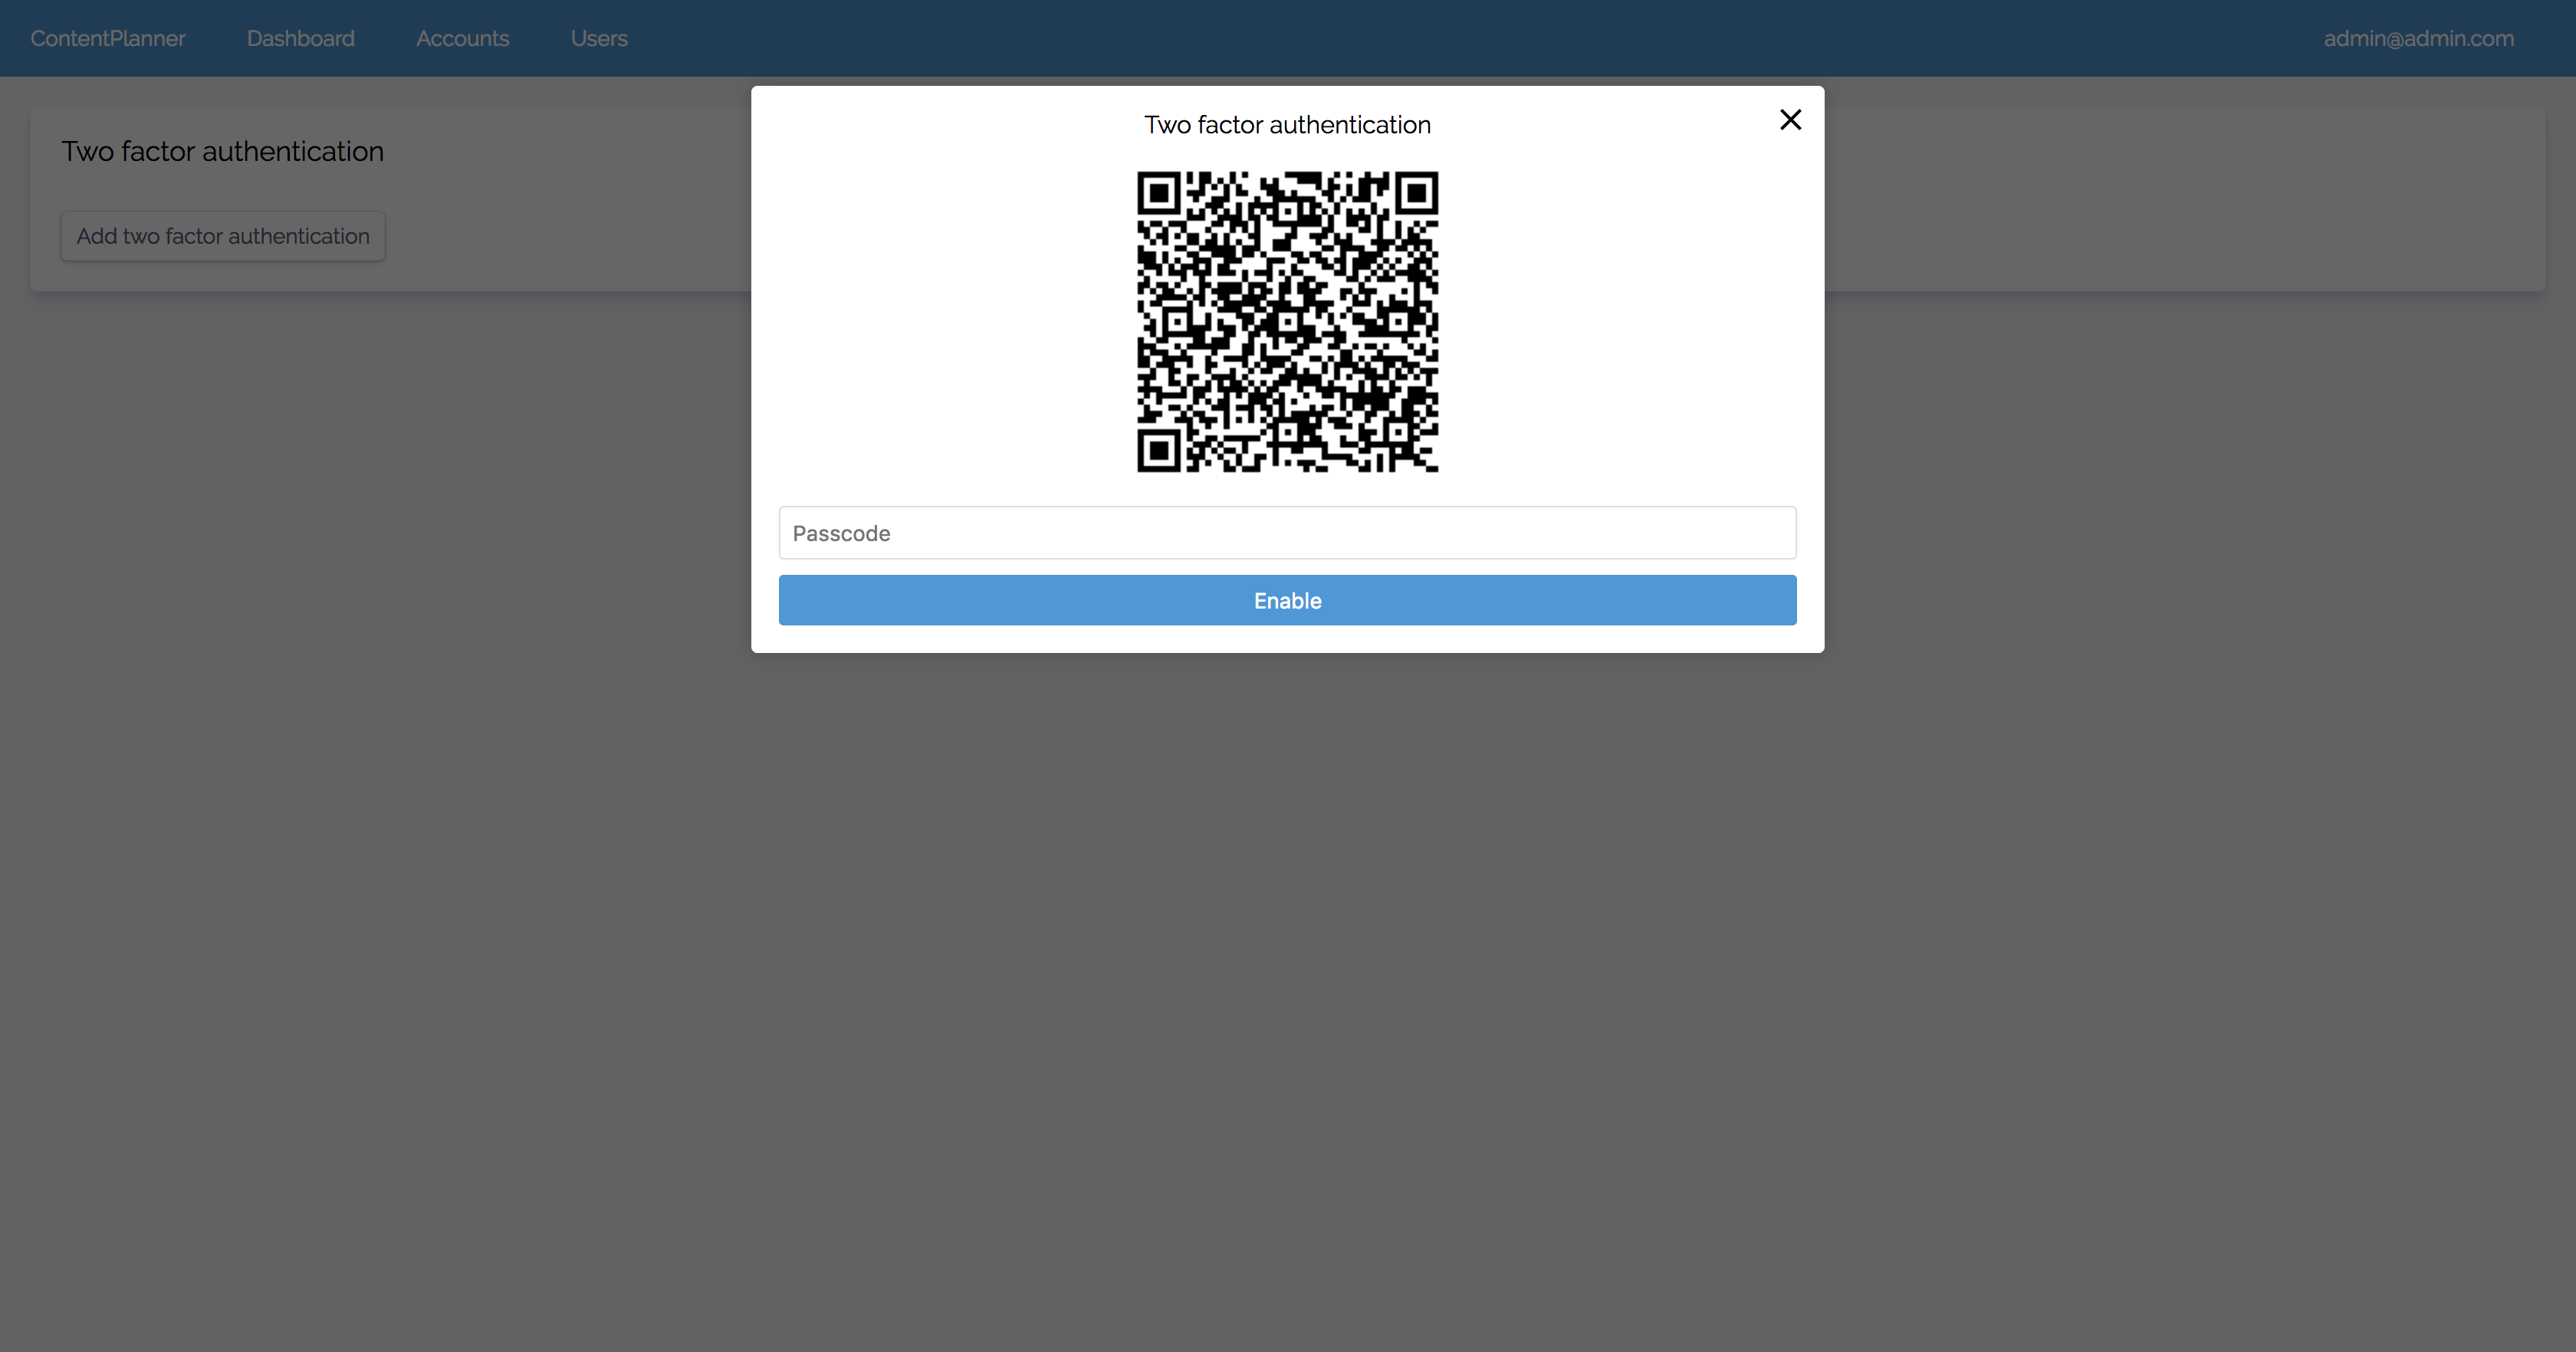 ContentPlanner Dashboard Accounts Users admin@admin.com
Two factor authentication
Add two factor authentication
Two factor authentication
Passcode
Enable